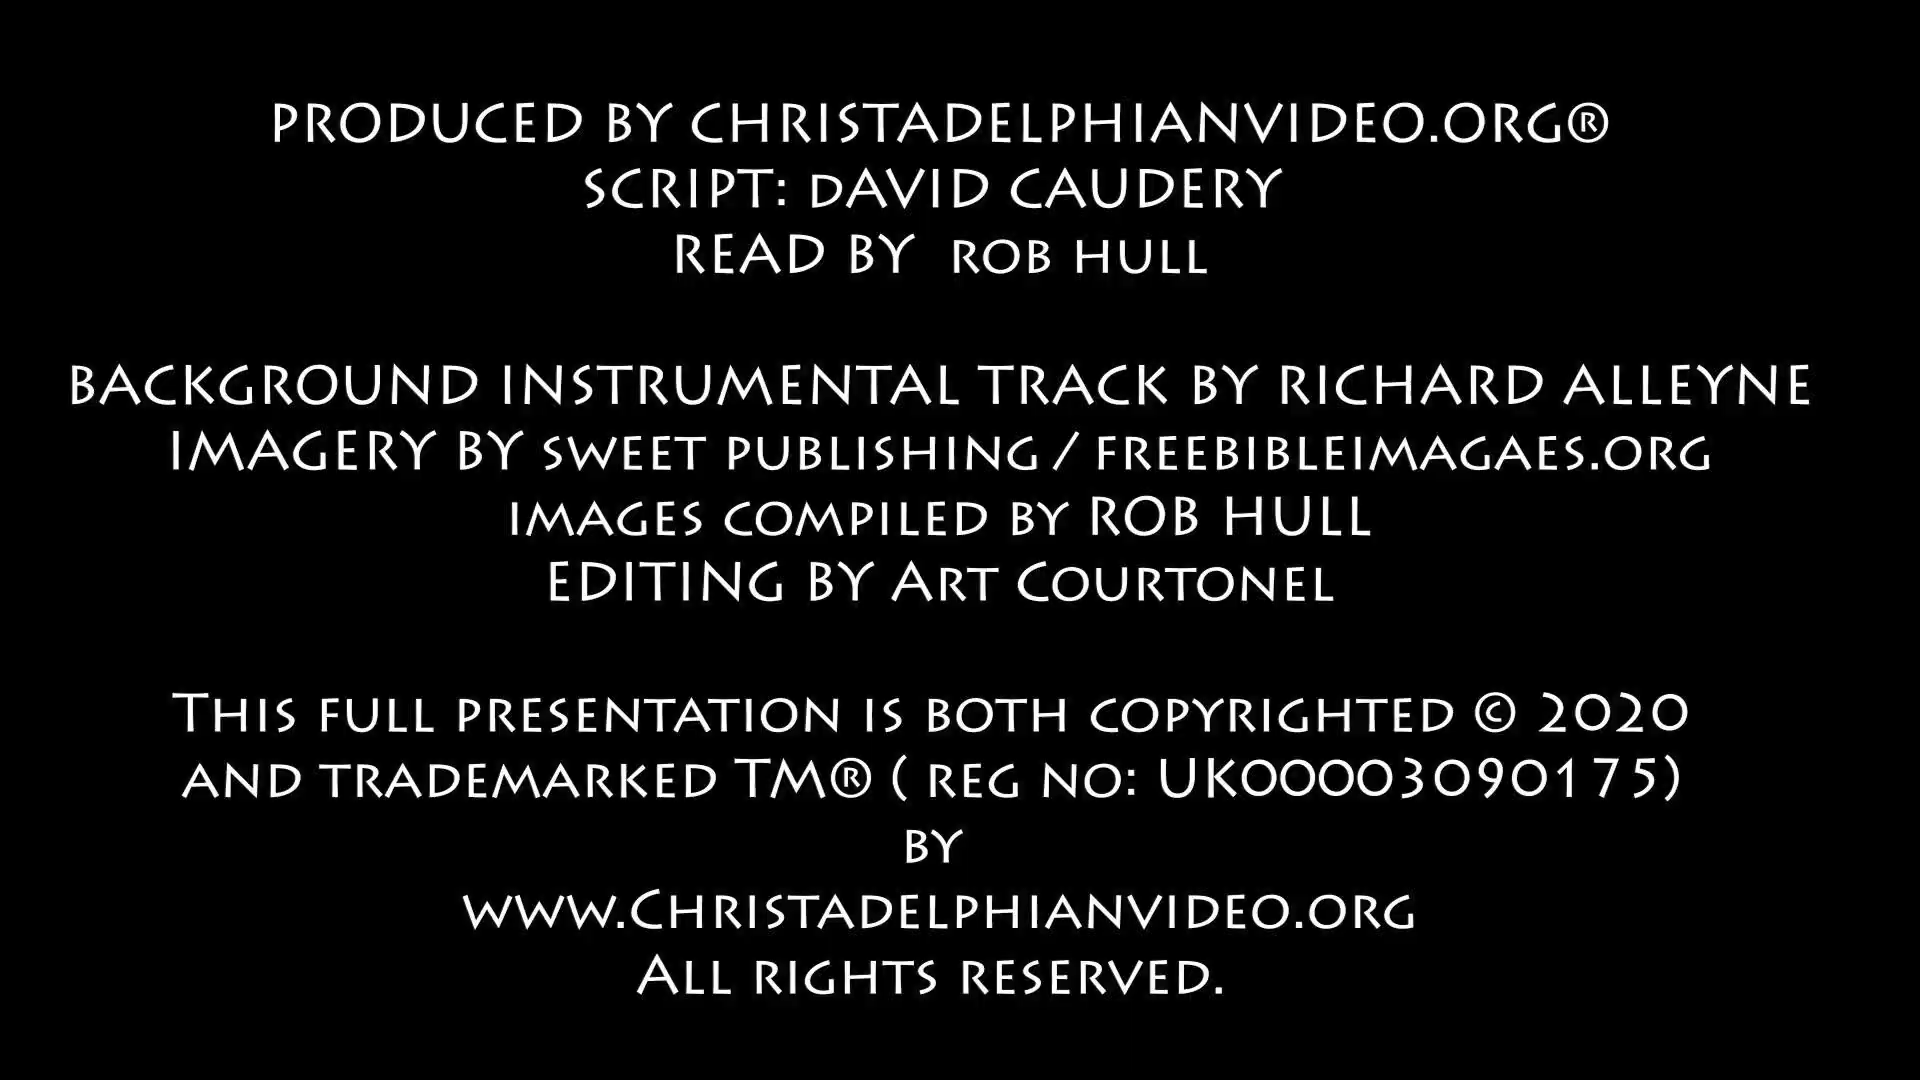 PRODUCED BY CHRISTADELPHIANVIDEO.ORG®
SCRIPT: dAVID CAUDERY
READ BY rob hull
BACKGROUND INSTRUMENTAL TRACK BY RICHARD ALLEYNE
IMAGERY BY sweet publishing / freebibleimagaes.org
images compiled by ROB HULL
EDITING BY Art Courtonel
This full presentation is both copyrighted © 2020
and trademarked TM® ( reg no: UK00003090175)
by
www.Christadelphianvideo.org
All rights reserved.